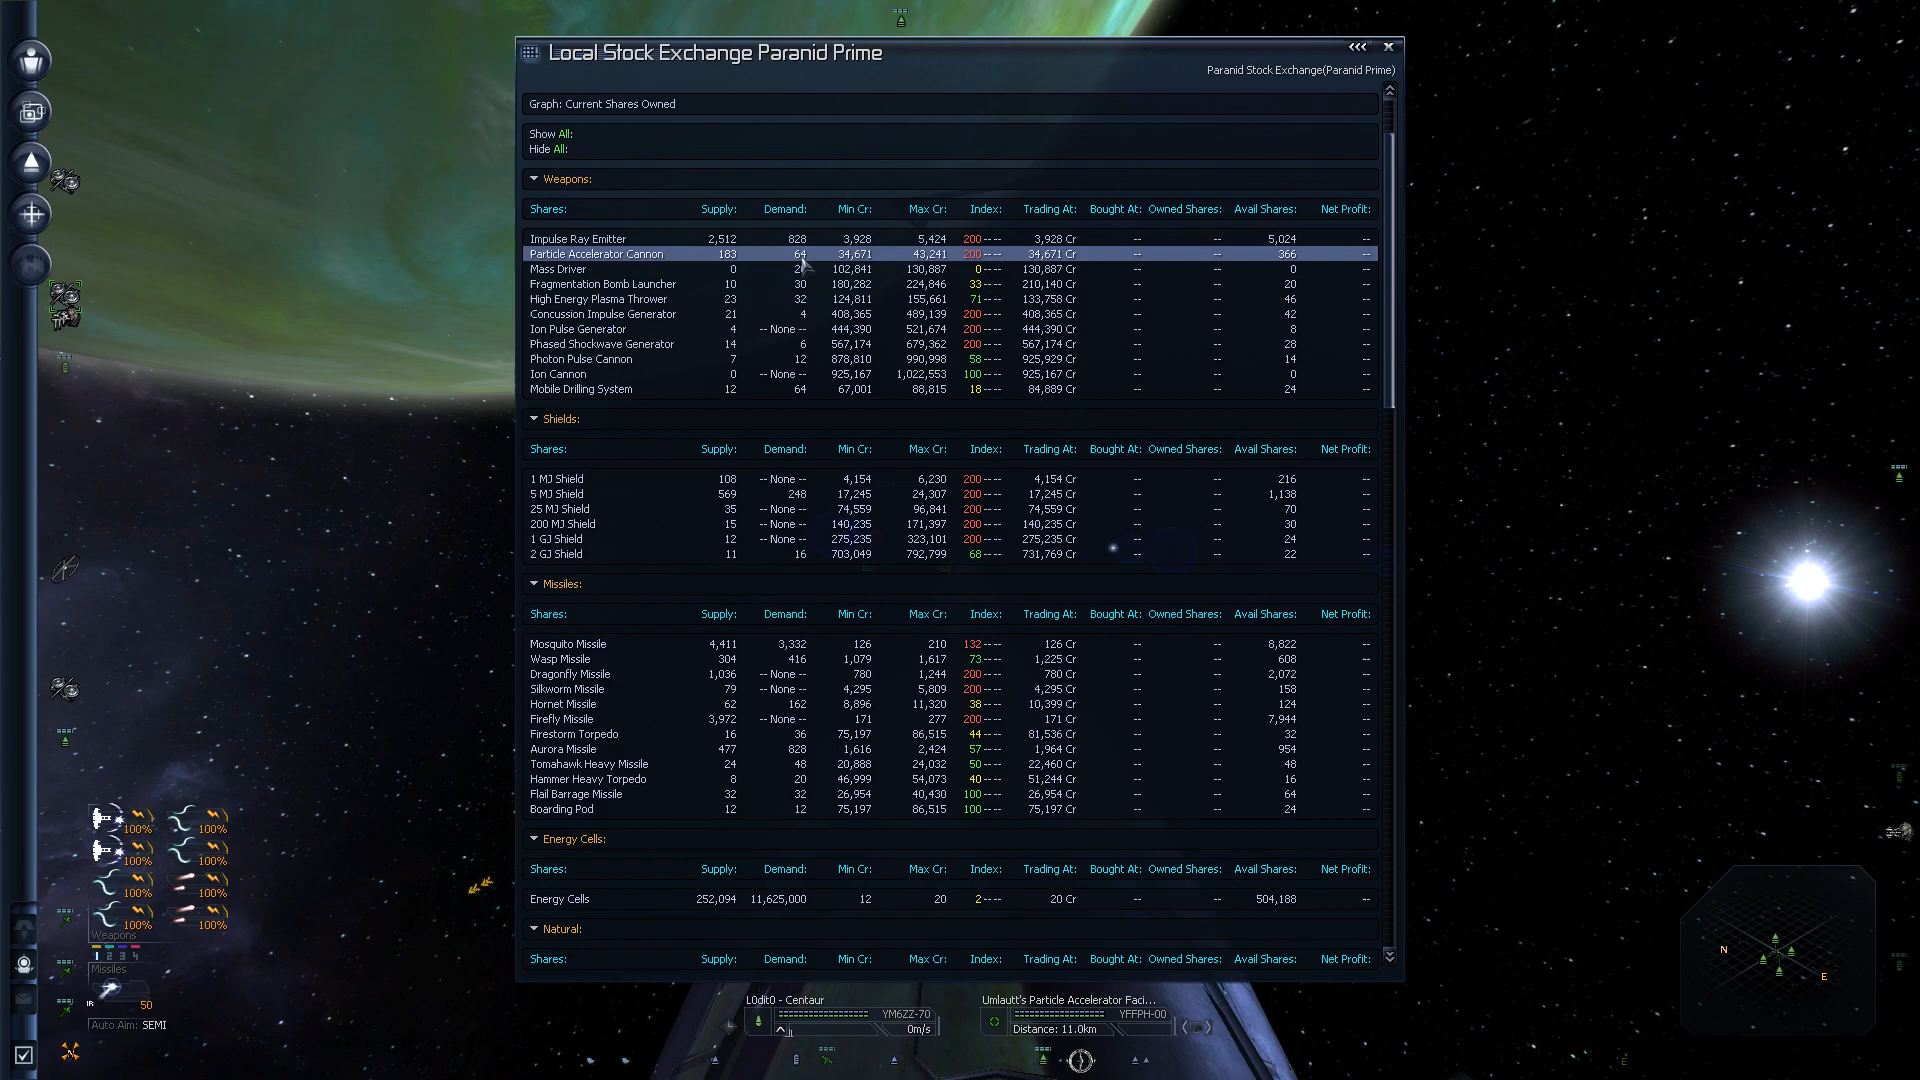 Local Stock Exchange Paranid Prime
Paranid Stock Exchange(Paranid Prime)
Graph: Current Shares Owned
Show All:
Hide All:
Weapons:
Shares: Supply: Demand: Min Cr: Max Cr: Index: Trading At: Bought At: Owned Shares: Avail Shares: Net Profit:
Impulse Ray Emitter 2,512 828 3,928 5,424 200---- 3,928 Cr -- -- 5,024 --
Particle Accelerator Cannon 183 64 34,671 43,241 200---- 34,671 Cr -- -- 366 --
Mass Driver 0 102,841 130,887 0---- 130,887 Cr -- -- 0 --
Fragmentation Bomb Launcher 10 30 180,282 224,846 33---- 210,140 Cr -- -- 20 --
High Energy Plasma Thrower 23 32 124,811 155,661 71---- 133,758 Cr -- -- 46 --
Concussion Impulse Generator 21 4 408,365 489,139 200---- 408,365 Cr -- -- 42 --
Ion Pulse Generator 4 -- None -- 444,390 521,674 200---- 444,390 Cr -- -- 8 --
Phased Shockwave Generator 14 6 567,174 679,362 200---- 567,174 Cr -- -- 28 --
Photon Pulse Cannon 7 12 878,810 990,998 58---- 925,929 Cr -- -- 14 --
Ion Cannon 0 -- None -- 925,167 1,022,553 100---- 925,167 Cr -- -- 0 --
Mobile Drilling System 12 64 67,001 88,815 18---- 84,889 Cr -- -- 24 --
Shields:
Shares: Supply: Demand: Min Cr: Max Cr: Index: Trading At: Bought At: Owned Shares: Avail Shares: Net Profit:
1 MJ Shield 108 -- None -- 4,154 6,230 200---- 4,154 Cr -- -- 216 --
5 MJ Shield 569 248 17,245 24,307 200---- 17,245 Cr -- -- 1,138 --
25 MJ Shield 35 -- None -- 74,559 96,841 200---- 74,559 Cr -- -- 70 --
200 MJ Shield 15 -- None -- 140,235 171,397 200---- 140,235 Cr -- -- 30 --
1 GJ Shield 12 -- None -- 275,235 323,101 200---- 275,235 Cr -- -- 24 --
2 GJ Shield 11 16 703,049 792,799 68---- 731,769 Cr -- -- 22 --
Missiles:
Shares: Supply: Demand: Min Cr: Max Cr: Index: Trading At: Bought At: Owned Shares: Avail Shares: Net Profit:
Mosquito Missile 4,411 3,332 126 210 132---- 126 Cr -- -- 8,822 --
Wasp Missile 304 416 1,079 1,617 73---- 1,225 Cr -- -- 608 --
Dragonfly Missile 1,036 -- None -- 780 1,244 200---- 780 Cr -- -- 2,072 --
Silkworm Missile 79 -- None -- 4,295 5,809 200---- 4,295 Cr -- -- 158 --
Hornet Missile 62 162 8,896 11,320 38---- 10,399 Cr -- -- 124 --
Firefly Missile 3,972 -- None -- 171 277 200---- 171 Cr -- -- 7,944 --
Firestorm Torpedo 16 36 75,197 86,515 44---- 81,536 Cr -- -- 32 --
Aurora Missile 477 828 1,616 2,424 57---- 1,964 Cr -- -- 954 --
Tomahawk Heavy Missile 24 48 20,888 24,032 50---- 22,460 Cr -- -- 48 --
Hammer Heavy Torpedo 8 20 46,999 54,073 40---- 51,244 Cr -- -- 16 --
Flail Barrage Missile 32 32 26,954 40,430 100---- 26,954 Cr -- -- 64 --
Boarding Pod 12 12 75,197 86,515 100---- 75,197 Cr -- -- 24 --
Energy Cells:
Shares: Supply: Demand: Min Cr: Max Cr: Index: Trading At: Bought At: Owned Shares: Avail Shares: Net Profit:
Energy Cells 252,094 11,625,000 12 20 2---- 20 Cr -- -- 504,188 --
Natural:
Shares: Supply: Demand: Min Cr: Max Cr: Index: Trading At: Bought At: Owned Shares: Avail Shares: Net Profit:
100% 100%
100% 100%
100% 100%
100% 100%
Weapons
1 2 3 4
Missiles
IR 50
Auto Aim: SEMI
L0dit0 - Centaur
YM6ZZ-70
0m/s
Umlautt's Particle Accelerator Faci...
YFFPH-00
Distance: 11.0km
N
E
E